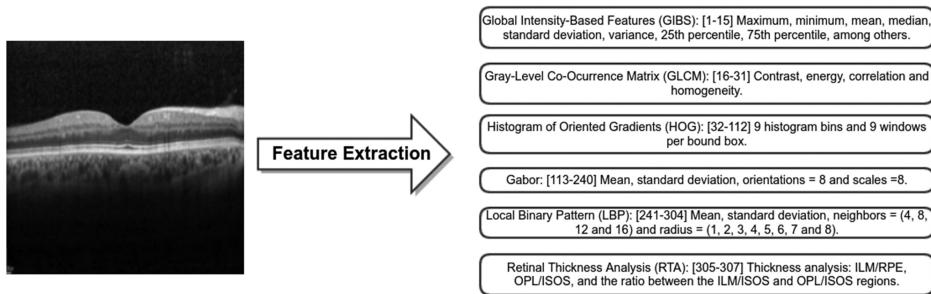 Feature Extraction
Global Intensity-Based Features (GIBS): [1-15] Maximum, minimum, mean, median,
standard deviation, variance, 25th percentile, 75th percentile, among others.
Gray-Level Co-Ocurrence Matrix (GLCM): [16-31] Contrast, energy, correlation and
homogeneity.
Histogram of Oriented Gradients (HOG): [32-112] 9 histogram bins and 9 windows
per bound box.
Gabor: [113-240] Mean, standard deviation, orientations = 8 and scales =8.
Local Binary Pattern (LBP): [241-304] Mean, standard deviation, neighbors = (4, 8,
12 and 16) and radius = (1, 2, 3, 4, 5, 6, 7 and 8).
Retinal Thickness Analysis (RTA): [305-307] Thickness analysis: ILM/RPE,
OPL/ISOS, and the ratio between the ILM/ISOS and OPL/ISOS regions.